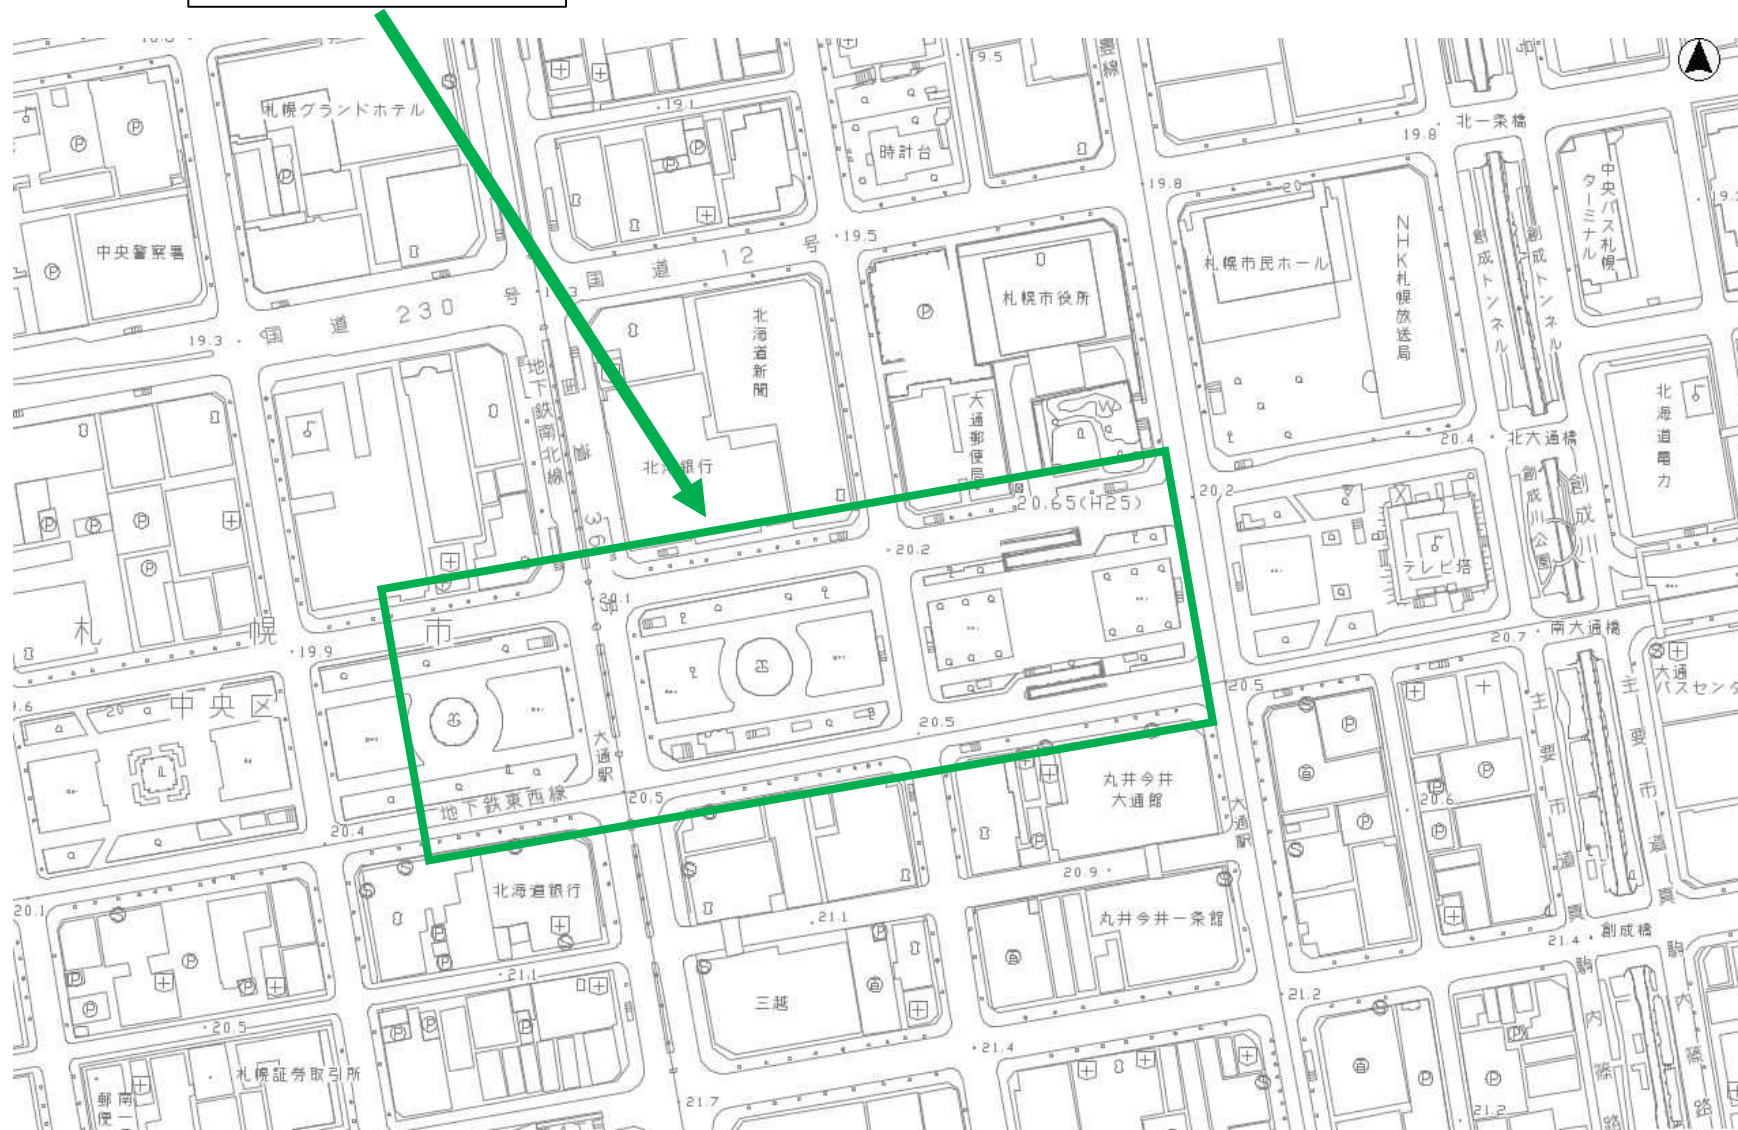 19.5
札幌グランドホテル
19.1
北一条橋
19.8
時計台
19.8
20
中央バス札幌
ターミナル
中央警察署
国道12号
19.5
NHK札幌放送局
札幌市民ホール
創成トンネル
創成トンネル
札幌市役所
国道230号
19.3
北海道新聞
地下鉄南北線
大通郵便局
W
北海道電力
20.4
北大通橋
20.2
20.65(H25)
創成川公園
創成川
20.2
テレビ塔
20.1
札幌市
19.9
20.7
南大通橋
大通
バスセンタ
中央区
20
20.5
20.5
大通駅
主要市道
主要市道
丸井今井
大通館
地下鉄東西線
20.5
20.6
20.4
大通駅
20.9
北海道銀行
20.1
21.1
丸井今井一条館
21.4
創成橋
21.1
三越
21.2
20.5
21.4
札幌証券取引所
郵便
南一
21.7
21.2